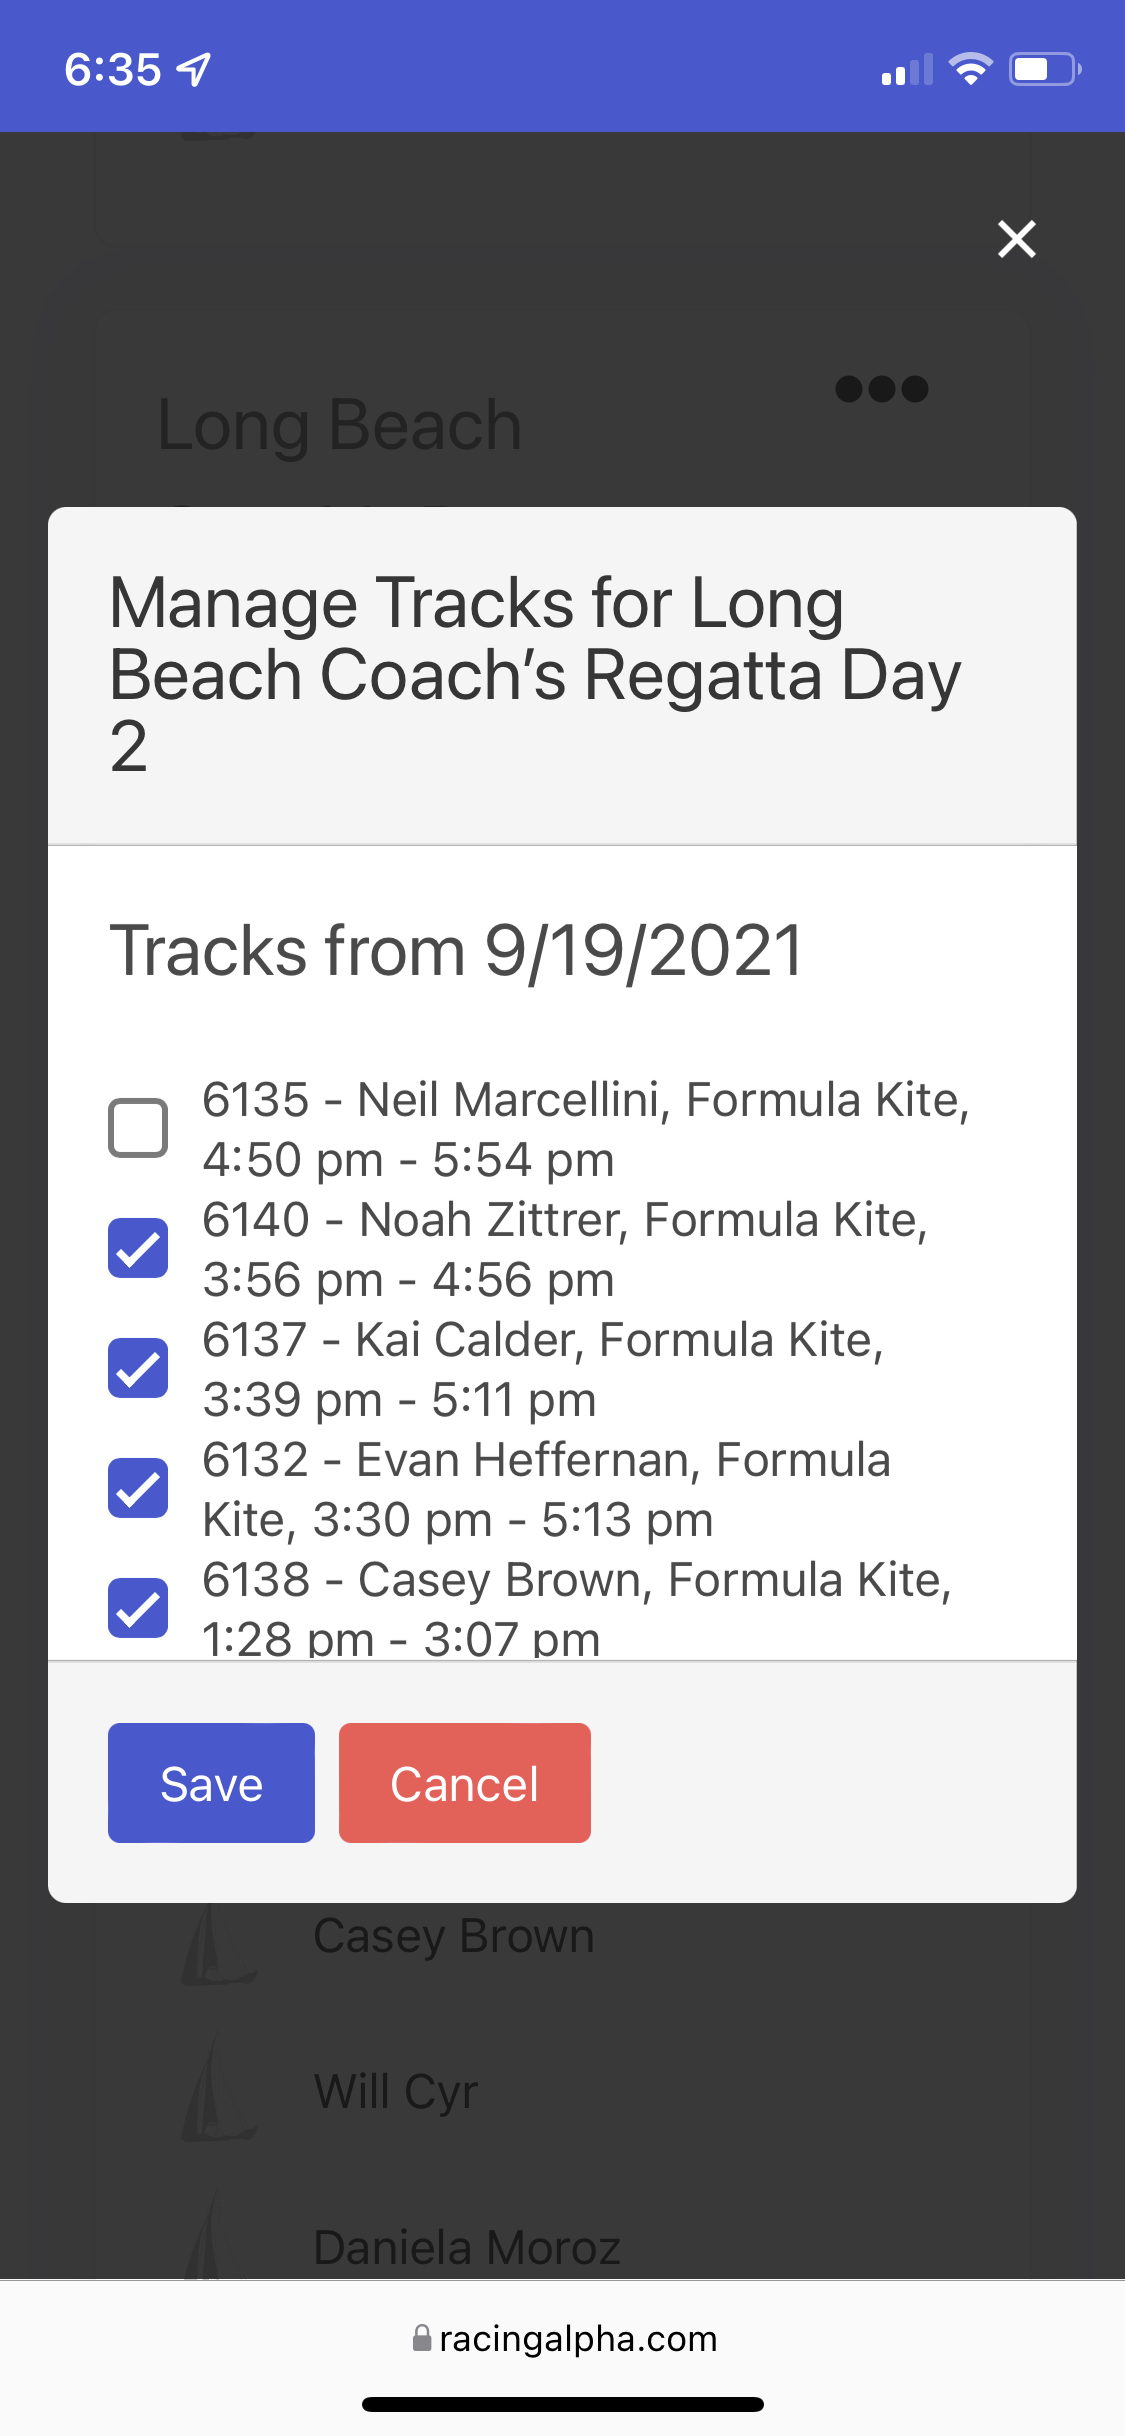 6:35
Long Beach
Manage Tracks for Long
Beach Coach's Regatta Day
2
Tracks from 9/19/2021
6135 - Neil Marcellini, Formula Kite,
4:50 pm - 5:54 pm
6140 - Noah Zittrer, Formula Kite,
3:56 pm - 4:56 pm
6137 - Kai Calder, Formula Kite,
3:39 pm - 5:11 pm
6132 - Evan Heffernan, Formula
Kite, 3:30 pm - 5:13 pm
6138 - Casey Brown, Formula Kite,
1:28 pm - 3:07 pm
Save Cancel
Casey Brown
Will Cyr
Daniela Moroz
racingalpha.com